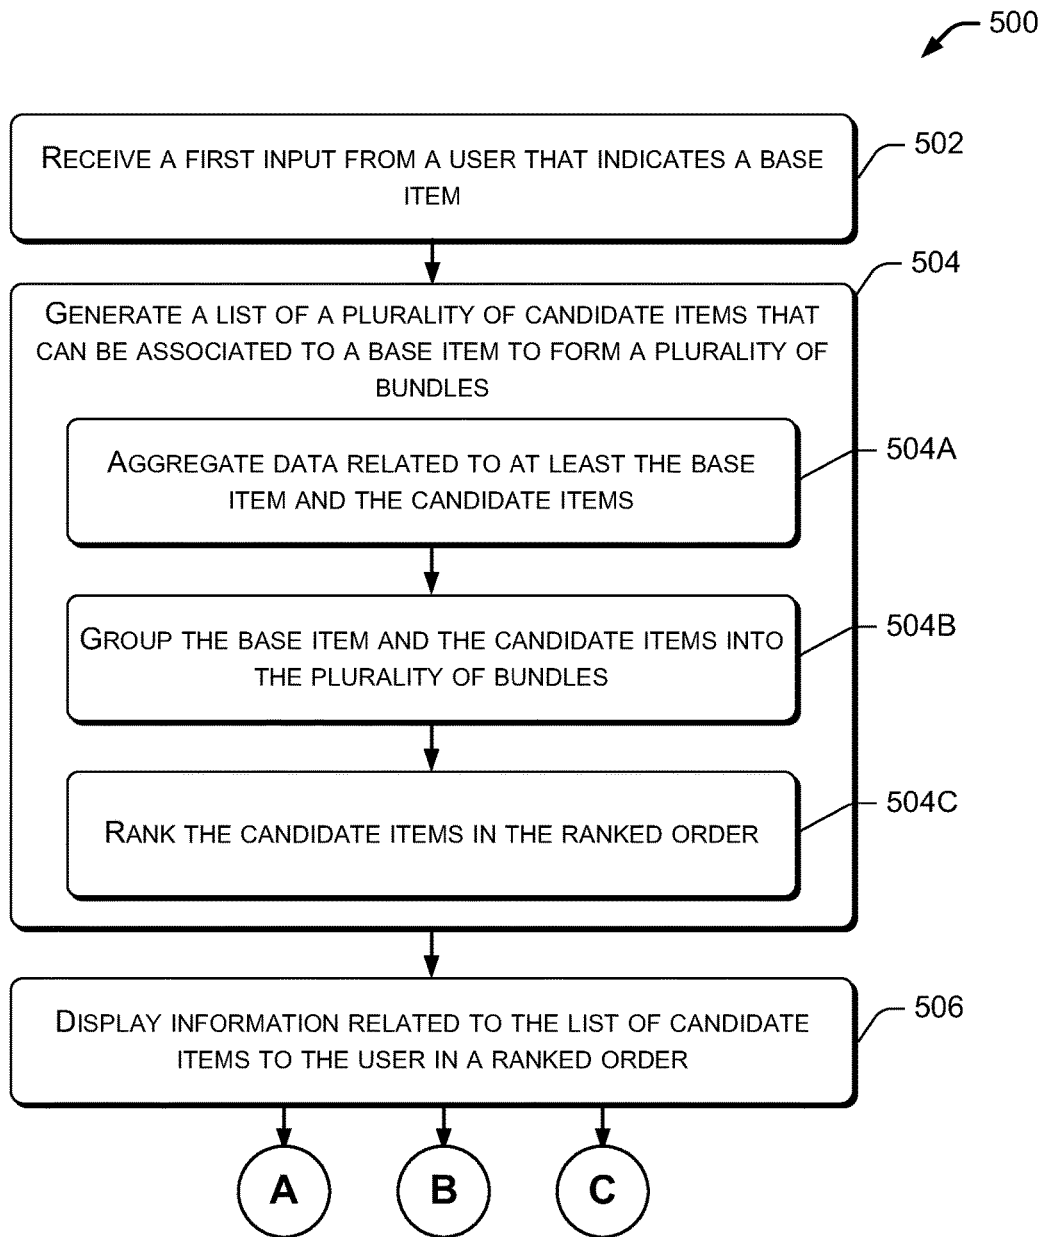 500
RECEIVE A FIRST INPUT FROM A USER THAT INDICATES A BASE
ITEM
502
504
GENERATE A LIST OF A PLURALITY OF CANDIDATE ITEMS THAT
CAN BE ASSOCIATED TO A BASE ITEM TO FORM A PLURALITY OF
BUNDLES
AGGREGATE DATA RELATED TO AT LEAST THE BASE
ITEM AND THE CANDIDATE ITEMS
504A
GROUP THE BASE ITEM AND THE CANDIDATE ITEMS INTO
THE PLURALITY OF BUNDLES
504B
RANK THE CANDIDATE ITEMS IN THE RANKED ORDER
504C
DISPLAY INFORMATION RELATED TO THE LIST OF CANDIDATE
ITEMS TO THE USER IN A RANKED ORDER
506
A
B
C